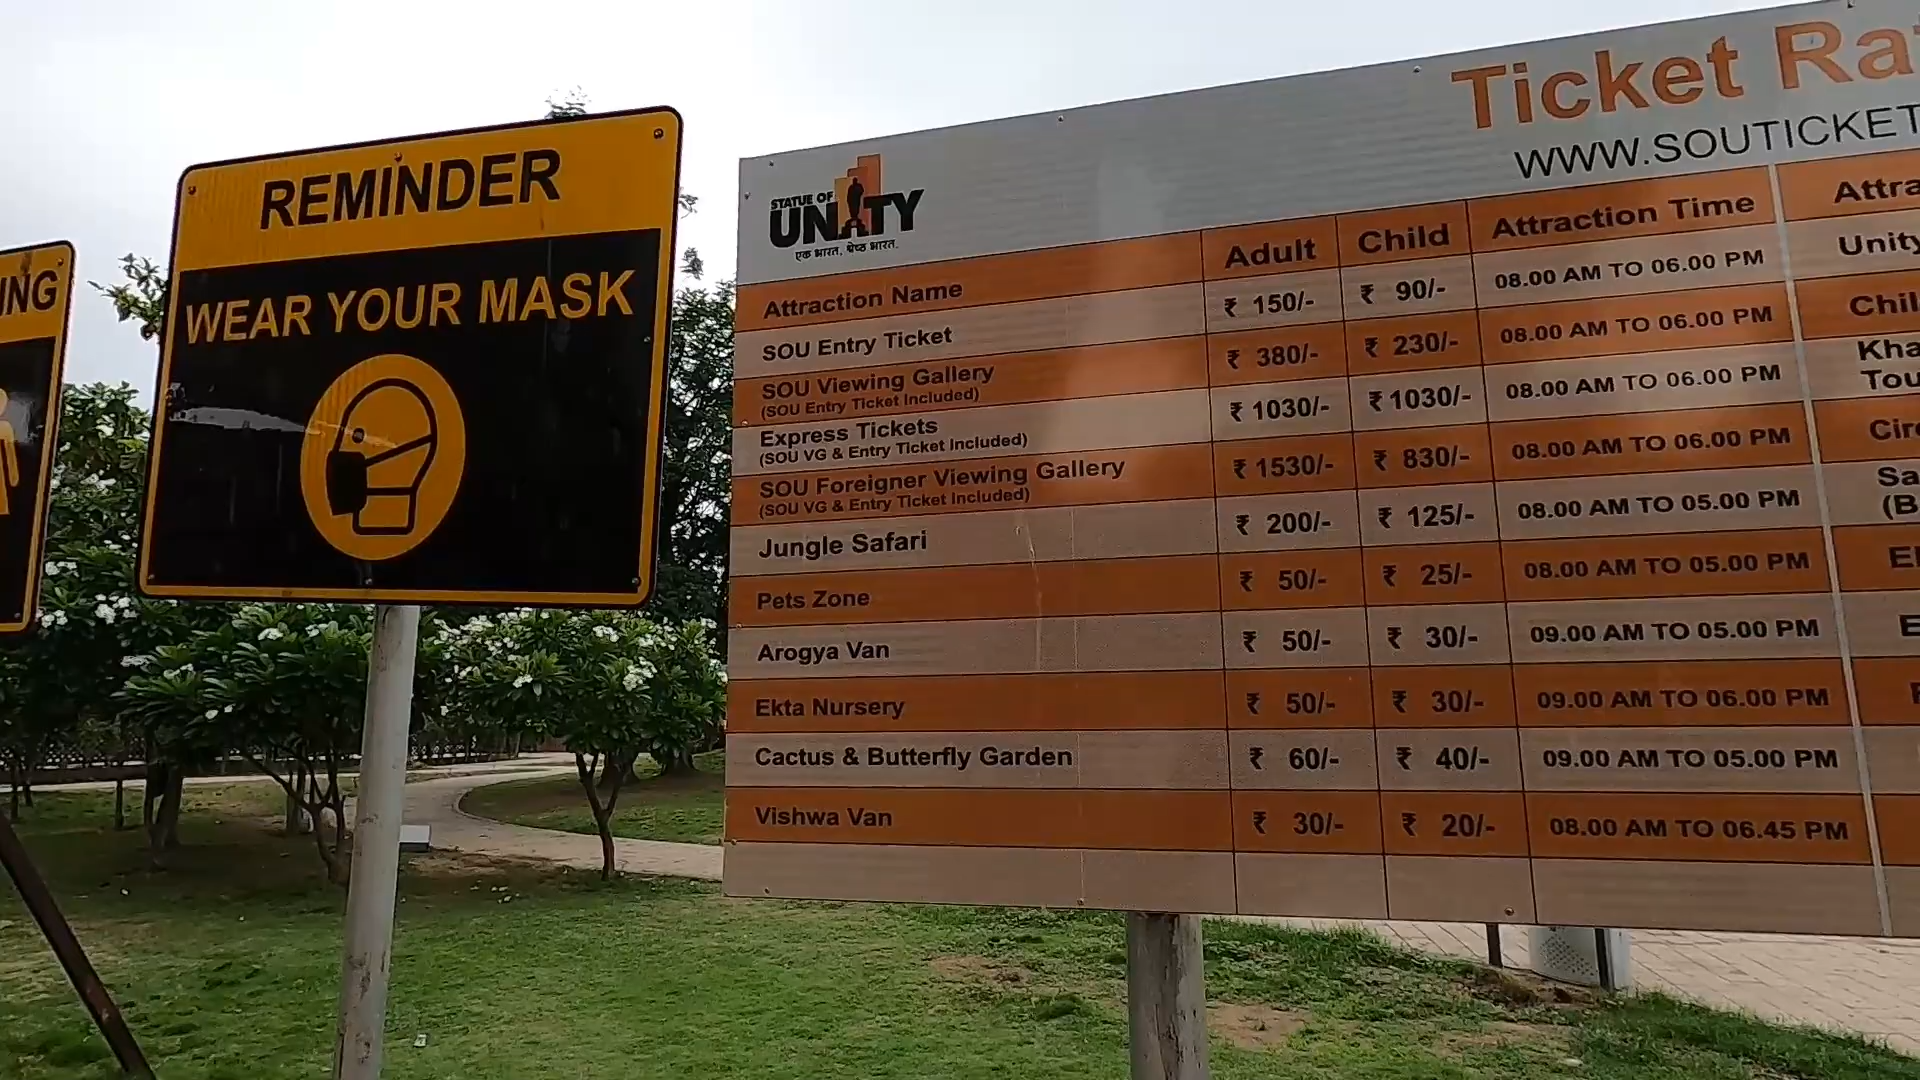 ING
REMINDER
WEAR YOUR MASK
STATUE OF
UNITY
एक भारत, श्रेष्ठ भारत.
Ticket Ra
WWW.SOUTICKET
Attraction Name Adult Child Attraction Time
SOU Entry Ticket ₹ 150/- ₹ 90/- 08.00 AM TO 06.00 PM
SOU Viewing Gallery ₹ 380/- ₹ 230/- 08.00 AM TO 06.00 PM
(SOU Entry Ticket Included)
Express Tickets ₹ 1030/- ₹ 1030/- 08.00 AM TO 06.00 PM
(SOU VG & Entry Ticket Included)
SOU Foreigner Viewing Gallery ₹ 1530/- ₹ 830/- 08.00 AM TO 06.00 PM
(SOU VG & Entry Ticket Included)
Jungle Safari ₹ 200/- ₹ 125/- 08.00 AM TO 05.00 PM
Pets Zone ₹ 50/- ₹ 25/- 08.00 AM TO 05.00 PM
Arogya Van ₹ 50/- ₹ 30/- 09.00 AM TO 05.00 PM
Ekta Nursery ₹ 50/- ₹ 30/- 09.00 AM TO 06.00 PM
Cactus & Butterfly Garden ₹ 60/- ₹ 40/- 09.00 AM TO 05.00 PM
Vishwa Van ₹ 30/- ₹ 20/- 08.00 AM TO 06.45 PM
Attra
Unity
Chil
Kha
Tou
Circ
Sa
(B